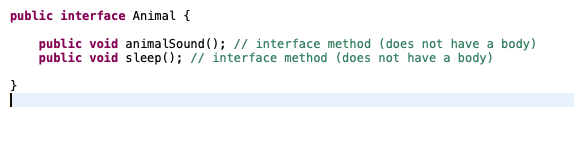 public interface Animal {
public void animalSound(); // interface method (does not have a body)
public void sleep(); // interface method (does not have a body)
}